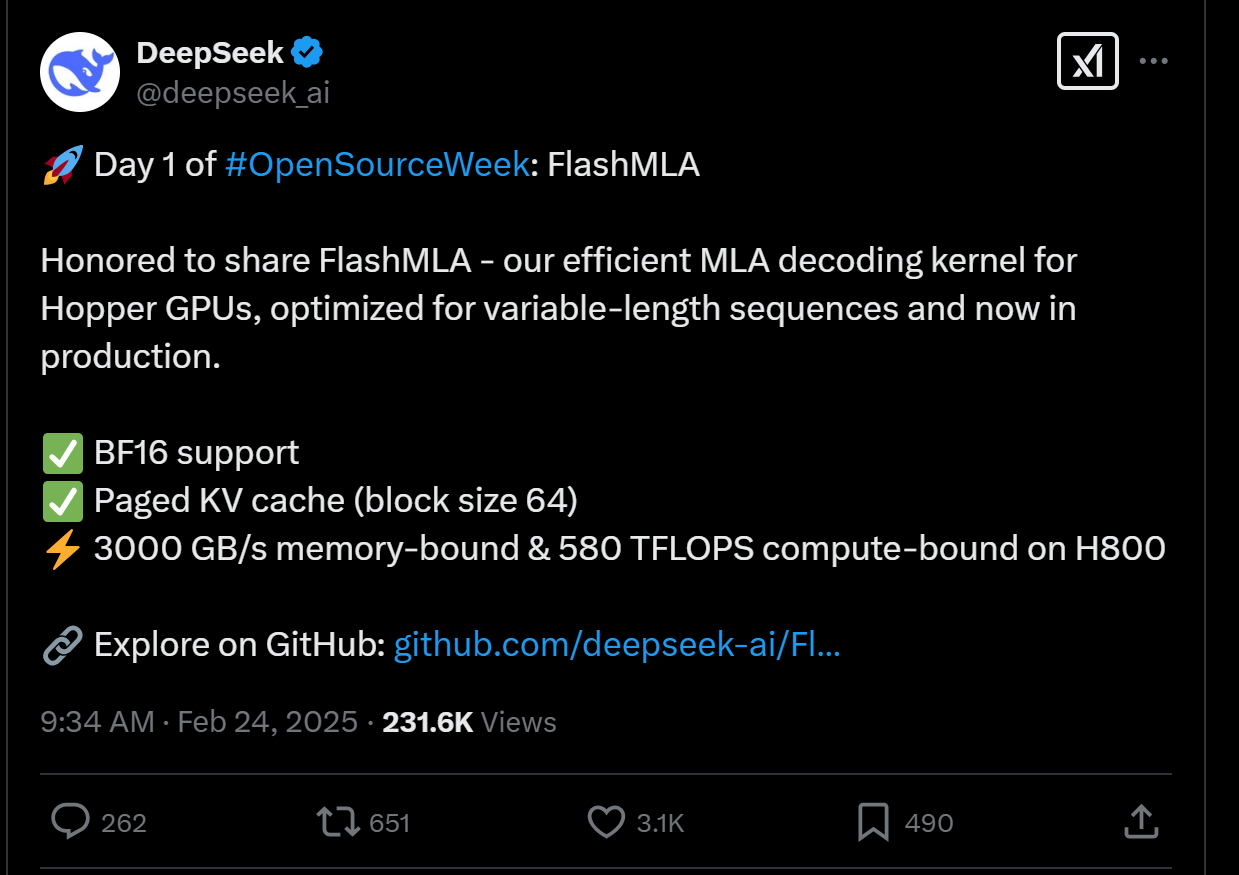 DeepSeek
@deepseek_ai
🚀 Day 1 of #OpenSourceWeek: FlashMLA
Honored to share FlashMLA - our efficient MLA decoding kernel for
Hopper GPUs, optimized for variable-length sequences and now in
production.
✅ BF16 support
✅ Paged KV cache (block size 64)
⚡ 3000 GB/s memory-bound & 580 TFLOPS compute-bound on H800
🔗 Explore on GitHub: github.com/deepseek-ai/Fl...
9:34 AM · Feb 24, 2025 · 231.6K Views
262 651 3.1K 490